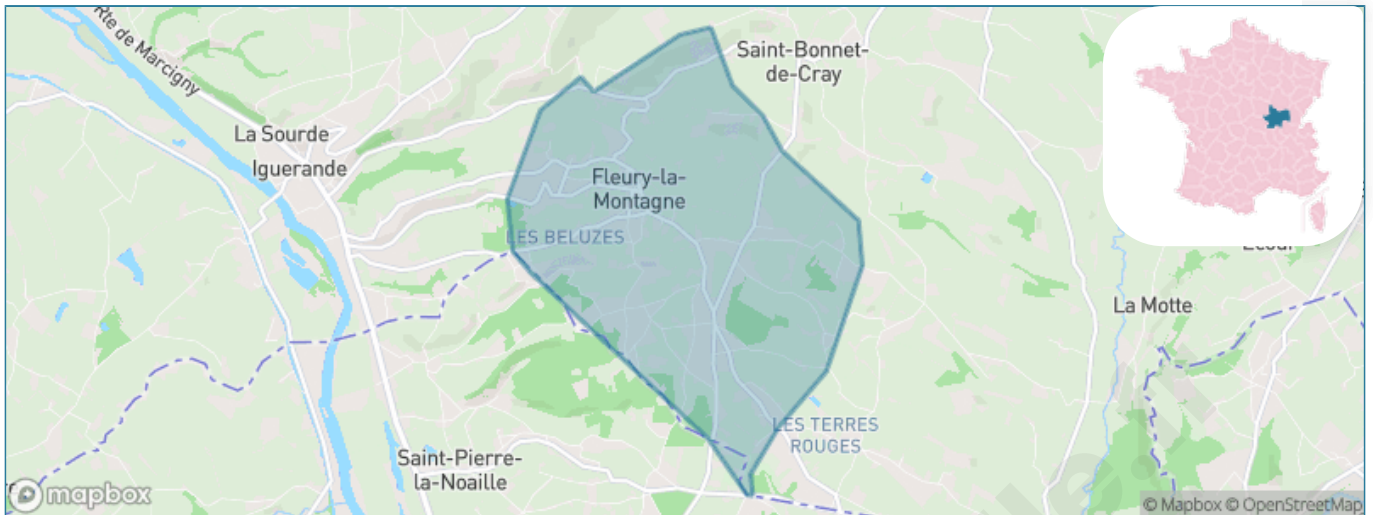 Rte de Marcigny
Saint-Bonnet-
de-Cray
La Sourde
Iguerande
Fleury-la-
Montagne
LES BELUZES
La Motte
LES TERRES
ROUGES
Saint-Pierre-
la-Noaille
mapbox
© Mapbox © OpenStreetMap